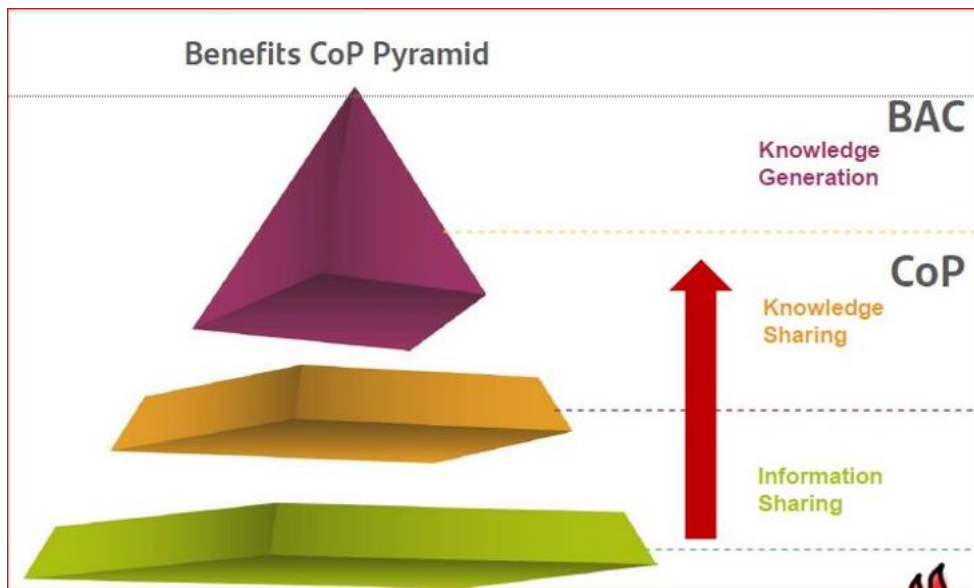 Benefits CoP Pyramid
BAC
Knowledge
Generation
CoP
Knowledge
Sharing
Information
Sharing